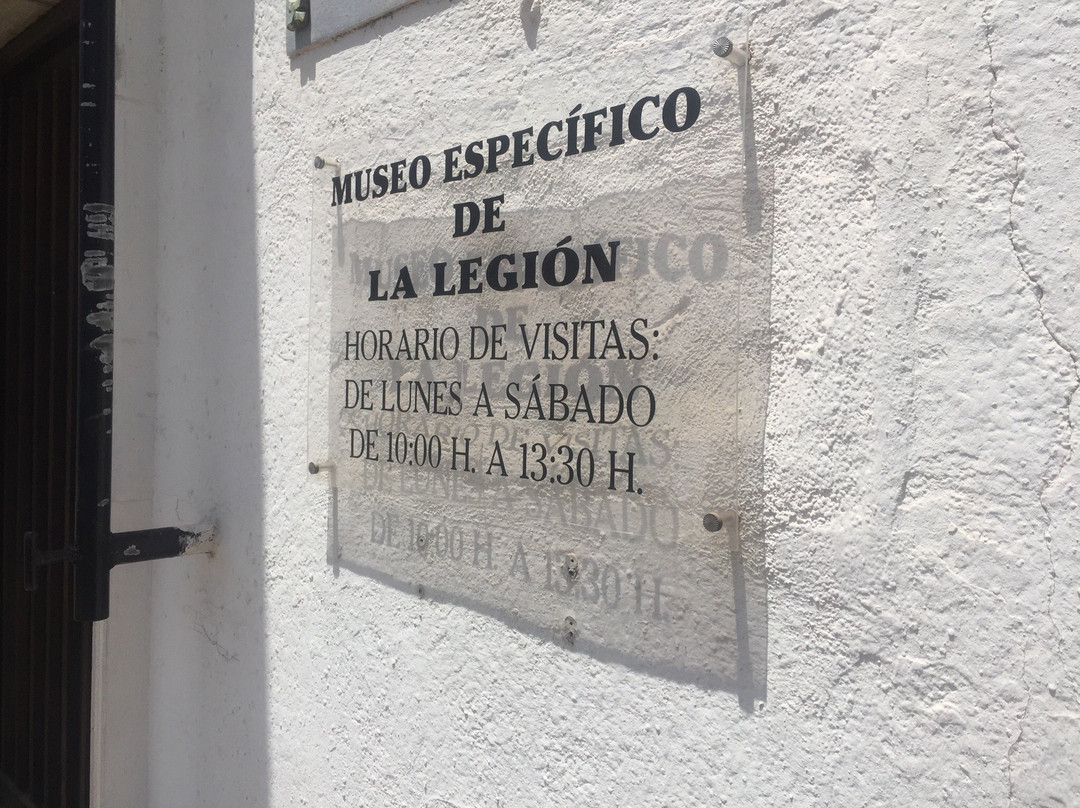 MUSEO ESPECÍFICO
DE
LA LEGIÓN
HORARIO DE VISITAS:
DE LUNES A SÁBADO
DE 10:00 H. A 13:30 H.